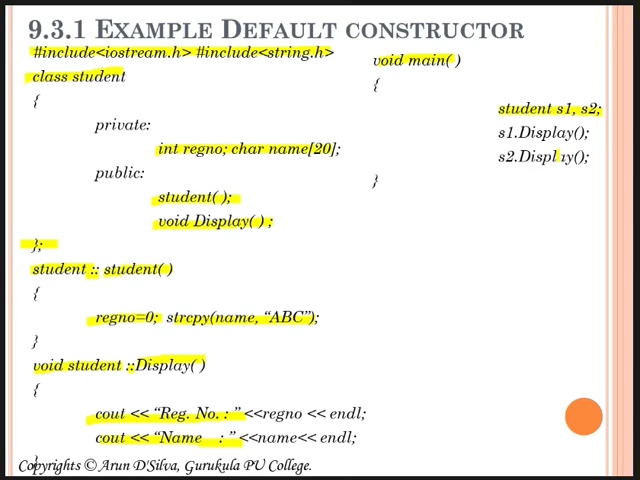 9.3.1 EXAMPLE DEFAULT CONSTRUCTOR
#include<iostream.h> #include<string.h>
class student
{
private:
int regno; char name[20];
public:
student( );
void Display( ) ;
};
student :: student( )
{
regno=0; strcpy(name, “ABC”);
}
void student ::Display( )
{
cout << “Reg. No. : ” <<regno << endl;
cout << “Name : ” <<name<< endl;
}
void main( )
{
student s1, s2;
s1.Display();
s2.Display();
}
Copyrights © Arun D'Silva, Gurukula PU College.